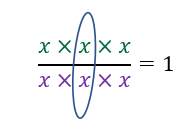 x × x × x
x × x × x = 1